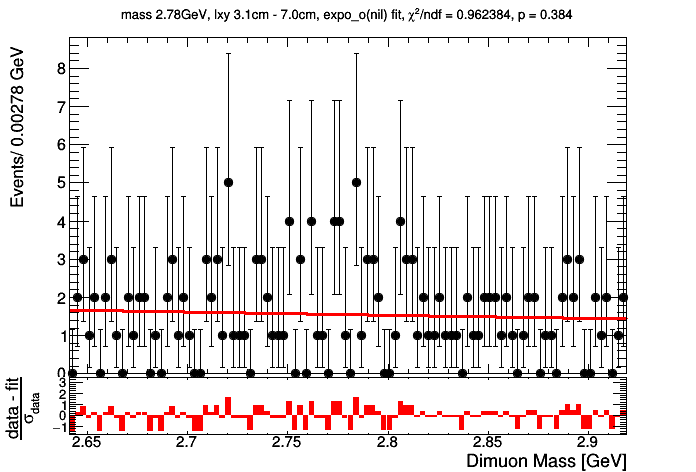 mass 2.78GeV, lxy 3.1cm - 7.0cm, expo_o(nil) fit, χ²/ndf = 0.962384, p = 0.384
Events/ 0.00278 GeV
8
7
6
5
4
3
2
1
0
data - fit
σdata
3
2
1
0
−1
2.65 2.7 2.75 2.8 2.85 2.9
Dimuon Mass [GeV]